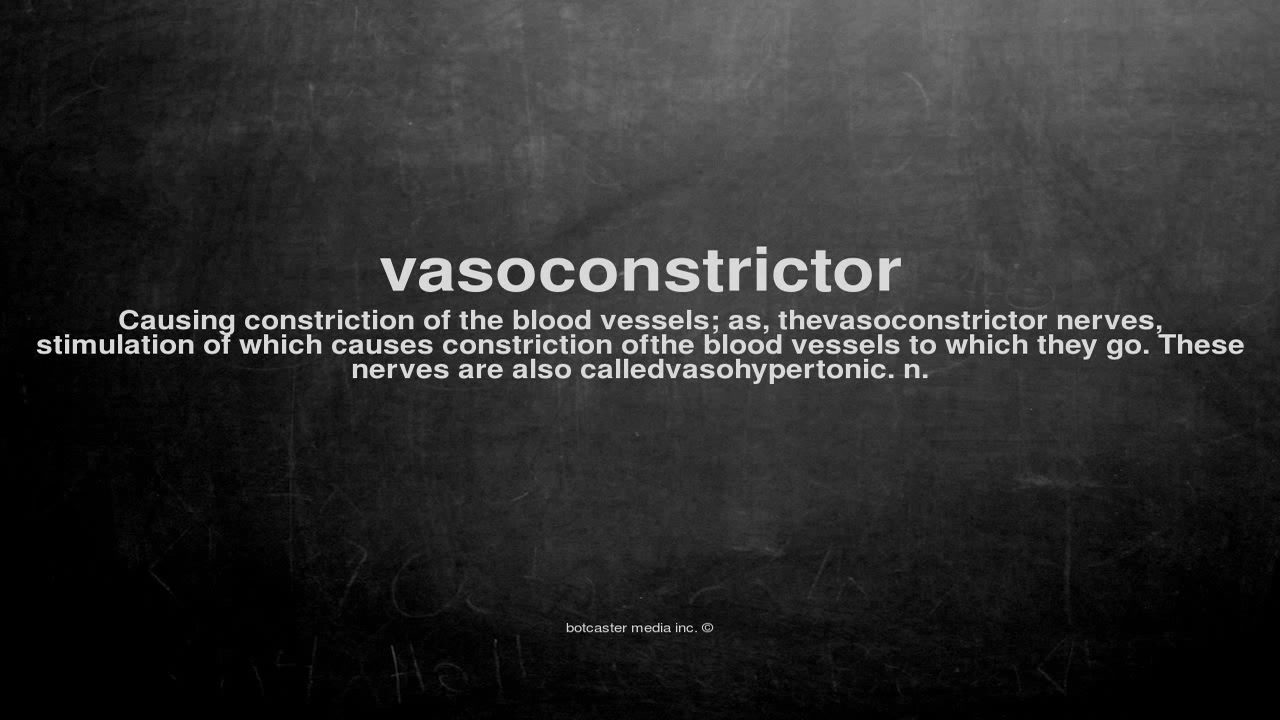 vasoconstrictor
Causing constriction of the blood vessels; as, thevasoconstrictor nerves,
stimulation of which causes constriction ofthe blood vessels to which they go. These
nerves are also calledvasohypertonic. n.
botcaster media inc. ©